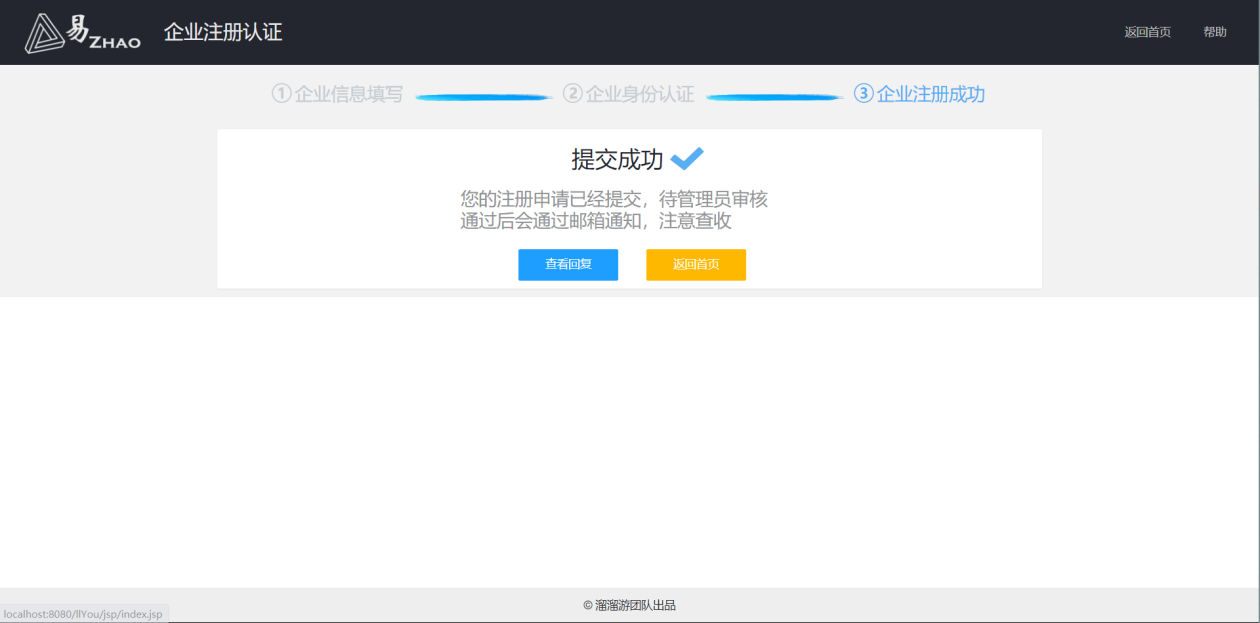 易ZHAO 企业注册认证 返回首页 帮助
①企业信息填写 ②企业身份认证 ③企业注册成功
提交成功
您的注册申请已经提交，待管理员审核
通过后会通过邮箱通知，注意查收
查看回复 返回首页
© 溜溜游团队出品
localhost:8080/llYou/jsp/index.jsp